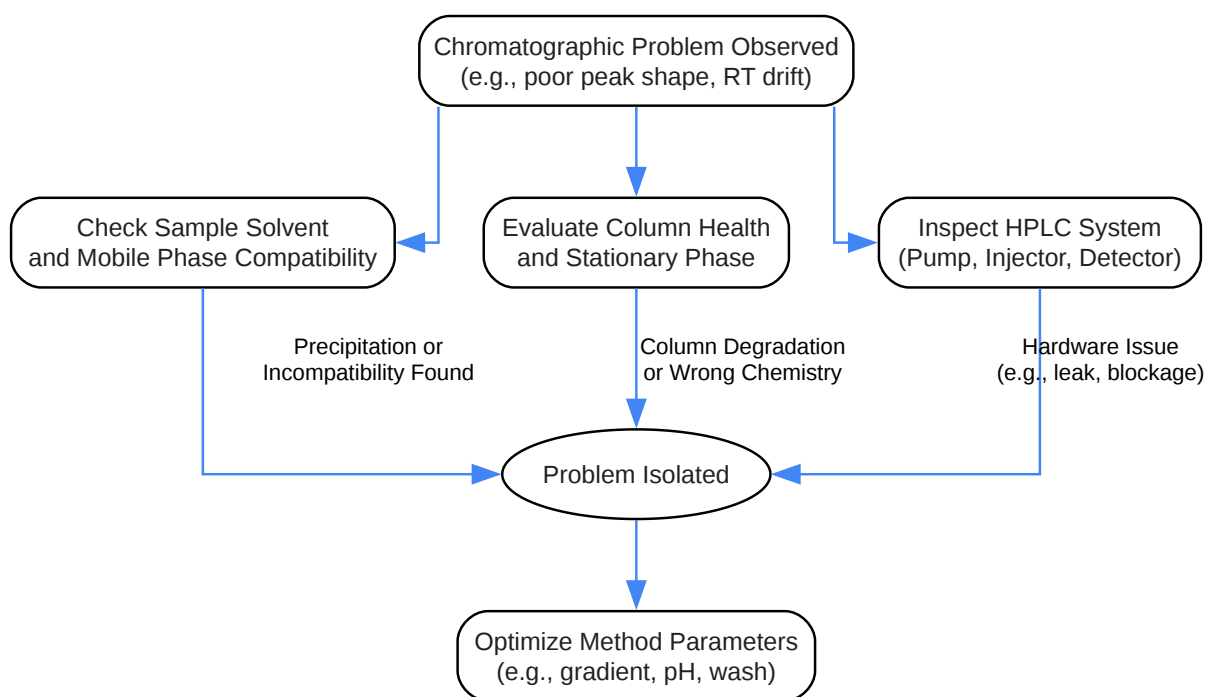 Chromatographic Problem Observed
(e.g., poor peak shape, RT drift)
Check Sample Solvent
and Mobile Phase Compatibility
Evaluate Column Health
and Stationary Phase
Inspect HPLC System
(Pump, Injector, Detector)
Precipitation or
Incompatibility Found
Column Degradation
or Wrong Chemistry
Hardware Issue
(e.g., leak, blockage)
Problem Isolated
Optimize Method Parameters
(e.g., gradient, pH, wash)